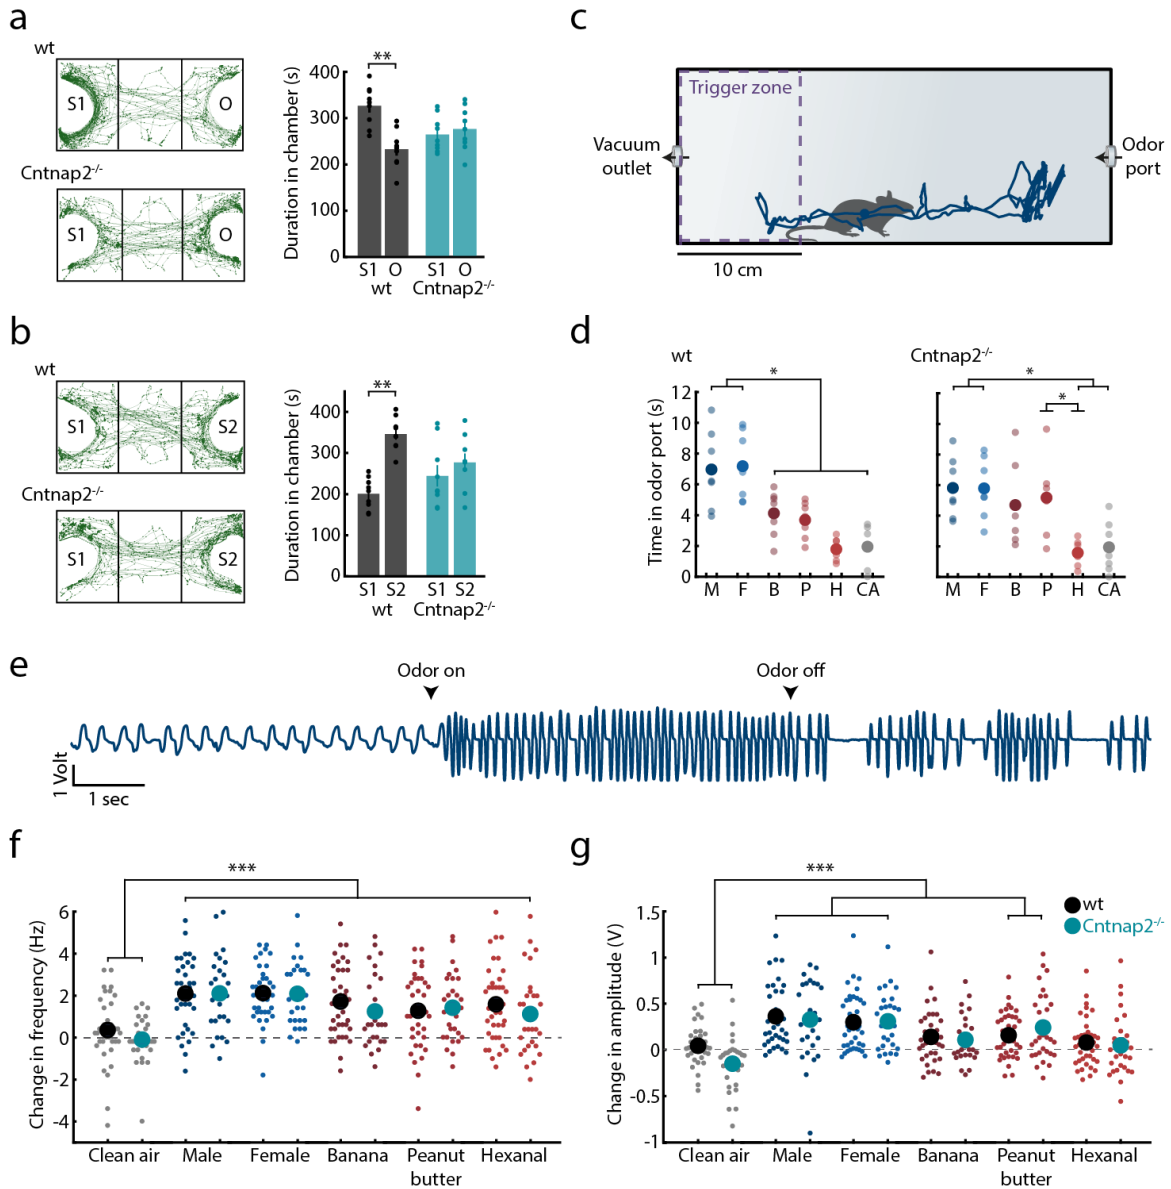 a
wt
S1
O
Cntnap2-/-
S1
O
Duration in chamber (s)
400
300
200
100
0
**
S1 O S1 O
wt Cntnap2-/-
b
wt
S1
S2
Cntnap2-/-
S1
S2
Duration in chamber (s)
400
300
200
100
0
**
S1 S2 S1 S2
wt Cntnap2-/-
c
Trigger zone
Vacuum
outlet
Odor
port
10 cm
d
wt
Time in odor port (s)
12
10
8
6
4
2
0
*
M F B P H CA
Cntnap2-/-
*
*
M F B P H CA
e
Odor on
Odor off
1 Volt
1 sec
f
***
Change in frequency (Hz)
6
4
2
0
-2
-4
Clean air Male Female Banana Peanut Hexanal
butter
g
***
wt
Cntnap2-/-
Change in amplitude (V)
1.5
1
0.5
0
-0.5
-1
Clean air Male Female Banana Peanut Hexanal
butter